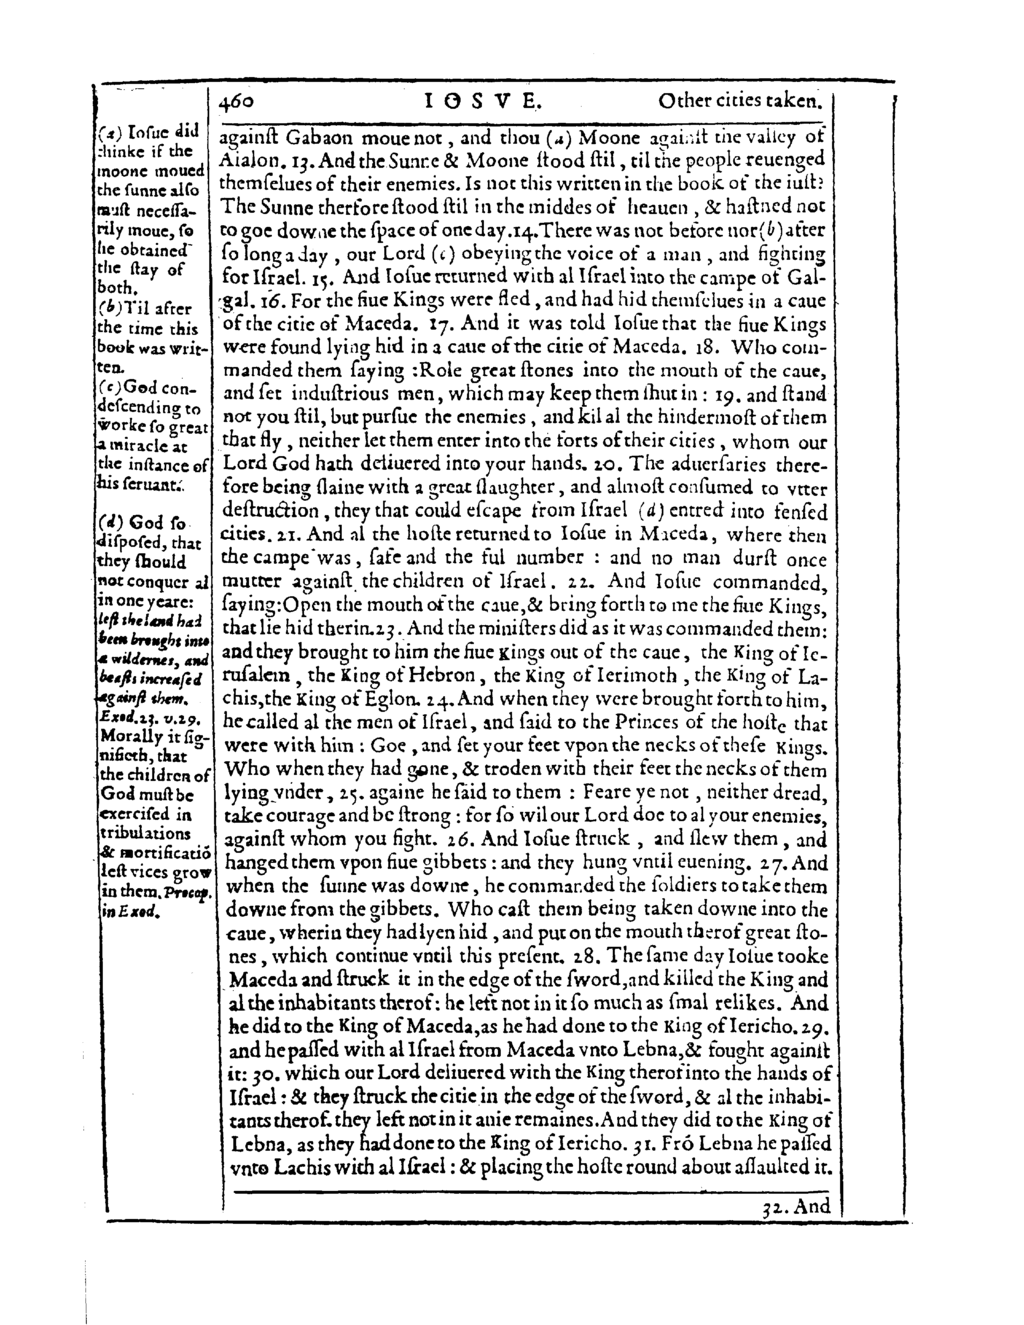 460 IOSVE. Other cities taken.
(a) Iosue did
thinke if the
moone moued
the sunne also
must necessa-
rily moue, so
he obtained
the stay of
both.
(b) Til after
the time this
book was writ-
ten.
(c) God con-
descending to
worke so great
a miracle at
the instance of
his seruant.
(d) God so
disposed, that
they should
not conquer al
in one yeare:
lest the land had
been brought into
a wildernes, and
beasts increased
against them.
Exod.23. v.29.
Morally it sig-
nifieth, that
the children of
God must be
exercised in
tribulations
& mortificatiō
lest vices grow
in them. Procop.
in Exod.
againſt Gabaon moue not, and thou (a) Moone againſt the valley of
Aialon. 13. And the Sunne & Moone ſtood ſtil, til the people reuenged
themſelues of their enemies. Is not this written in the book of the iuſt?
The Sunne therfore ſtood ſtil in the middes of heauen, & haſtned not
to goe downe the ſpace of one day. 14. There was not before nor (b) after
ſo long a day, our Lord (c) obeying the voice of a man, and fighting
for Iſrael. 15. And Ioſue returned with al Iſrael into the campe of Gal-
gal. 16. For the fiue Kings were fled, and had hid themſelues in a caue
of the citie of Maceda. 17. And it was told Ioſue that the fiue Kings
were found lying hid in a caue of the citie of Maceda. 18. Who com-
manded them ſaying: Role great ſtones into the mouth of the caue,
and ſet induſtrious men, which may keep them ſhut in: 19. and ſtand
not you ſtil, but purſue the enemies, and kil al the hindermoſt of them
that fly, neither let them enter into the forts of their cities, whom our
Lord God hath deliuered into your hands. 20. The aduerſaries there-
fore being ſlaine with a great ſlaughter, and almoſt conſumed to vtter
deſtruction, they that could eſcape from Iſrael (d) entred into fenſed
cities. 21. And al the hoſte returned to Ioſue in Maceda, where then
the campe was, ſafe and the ful number: and no man durſt once
mutter againſt the children of Iſrael. 22. And Ioſue commanded,
ſaying: Open the mouth of the caue, & bring forth to me the fiue Kings,
that lie hid therin. 23. And the miniſters did as it was commanded them:
and they brought to him the fiue Kings out of the caue, the King of Ie-
ruſalem, the King of Hebron, the King of Ierimoth, the King of La-
chis, the King of Eglon. 24. And when they were brought forth to him,
he called al the men of Iſrael, and ſaid to the Princes of the hoſte that
were with him: Goe, and ſet your feet vpon the necks of theſe Kings.
Who when they had gone, & troden with their feet the necks of them
lying vnder, 25. againe he ſaid to them: Feare ye not, neither dread,
take courage and be ſtrong: for ſo wil our Lord doe to al your enemies,
againſt whom you fight. 26. And Ioſue ſtruck, and ſlew them, and
hanged them vpon fiue gibbets: and they hung vntil euening. 27. And
when the ſunne was downe, he commanded the ſoldiers to take them
downe from the gibbets. Who caſt them being taken downe into the
caue, wherin they had lyen hid, and put on the mouth therof great ſto-
nes, which continue vntil this preſent. 28. The ſame day Ioſue tooke
Maceda and ſtruck it in the edge of the ſword, and killed the King and
al the inhabitants therof: he left not in it ſo much as ſmal relikes. And
he did to the King of Maceda, as he had done to the King of Iericho. 29.
and he paſſed with al Iſrael from Maceda vnto Lebna, & fought againſt
it: 30. which our Lord deliuered with the King therof into the hands of
Iſrael: & they ſtruck the citie in the edge of the ſword, & al the inhabi-
tants therof. they left not in it anie remaines. And they did to the King of
Lebna, as they had done to the King of Iericho. 31. Frō Lebna he paſſed
vnto Lachis with al Iſrael: & placing the hoſte round about aſſaulted it.
32. And